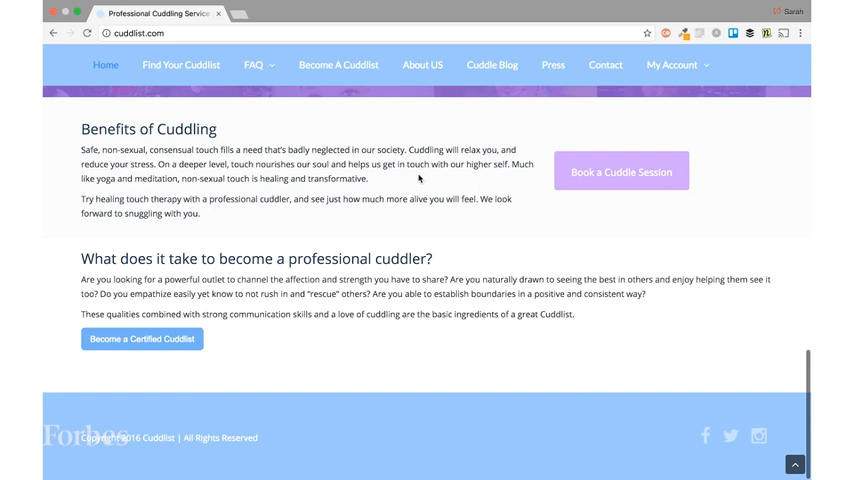 Professional Cuddling Service
Sarah
cuddlist.com
Home Find Your Cuddlist FAQ Become A Cuddlist About US Cuddle Blog Press Contact My Account
Benefits of Cuddling
Safe, non-sexual, consensual touch fills a need that's badly neglected in our society. Cuddling will relax you, and
reduce your stress. On a deeper level, touch nourishes our soul and helps us get in touch with our higher self. Much
like yoga and meditation, non-sexual touch is healing and transformative.
Book a Cuddle Session
Try healing touch therapy with a professional cuddler, and see just how much more alive you will feel. We look
forward to snuggling with you.
What does it take to become a professional cuddler?
Are you looking for a powerful outlet to channel the affection and strength you have to share? Are you naturally drawn to seeing the best in others and enjoy helping them see it
too? Do you empathize easily yet know to not rush in and "rescue" others? Are you able to establish boundaries in a positive and consistent way?
These qualities combined with strong communication skills and a love of cuddling are the basic ingredients of a great Cuddlist.
Become a Certified Cuddlist
Forbes
Copyright 2016 Cuddlist | All Rights Reserved